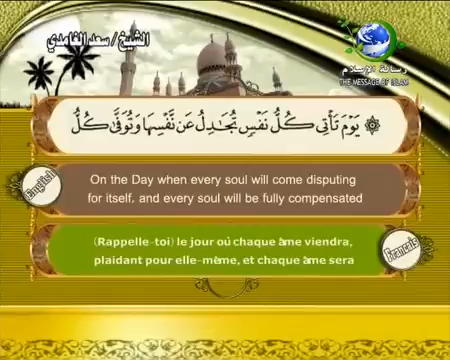 الشيخ / سعد الغامدي
رسالة الإسلام
THE MESSAGE OF ISLAM
۞ يَوْمَ تَأْتِى كُلُّ نَفْسٍ تُجَـٰدِلُ عَن نَّفْسِهَا وَتُوَفَّىٰ كُلُّ
English
On the Day when every soul will come disputing
for itself, and every soul will be fully compensated
(Rappelle-toi) le jour où chaque âme viendra,
plaidant pour elle-même, et chaque âme sera
Français